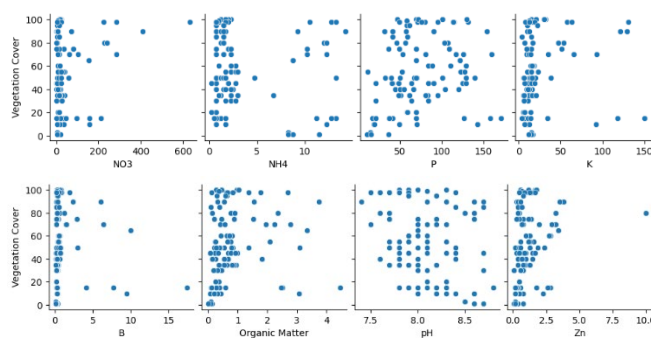 Vegetation Cover
100
80
60
40
20
0
0 200 400 600
NO3
0 5 10
NH4
50 100 150
P
0 50 100 150
K
Vegetation Cover
100
80
60
40
20
0
0 5 10 15
B
0 1 2 3 4
Organic Matter
7.5 8.0 8.5
pH
0.0 2.5 5.0 7.5 10.0
Zn